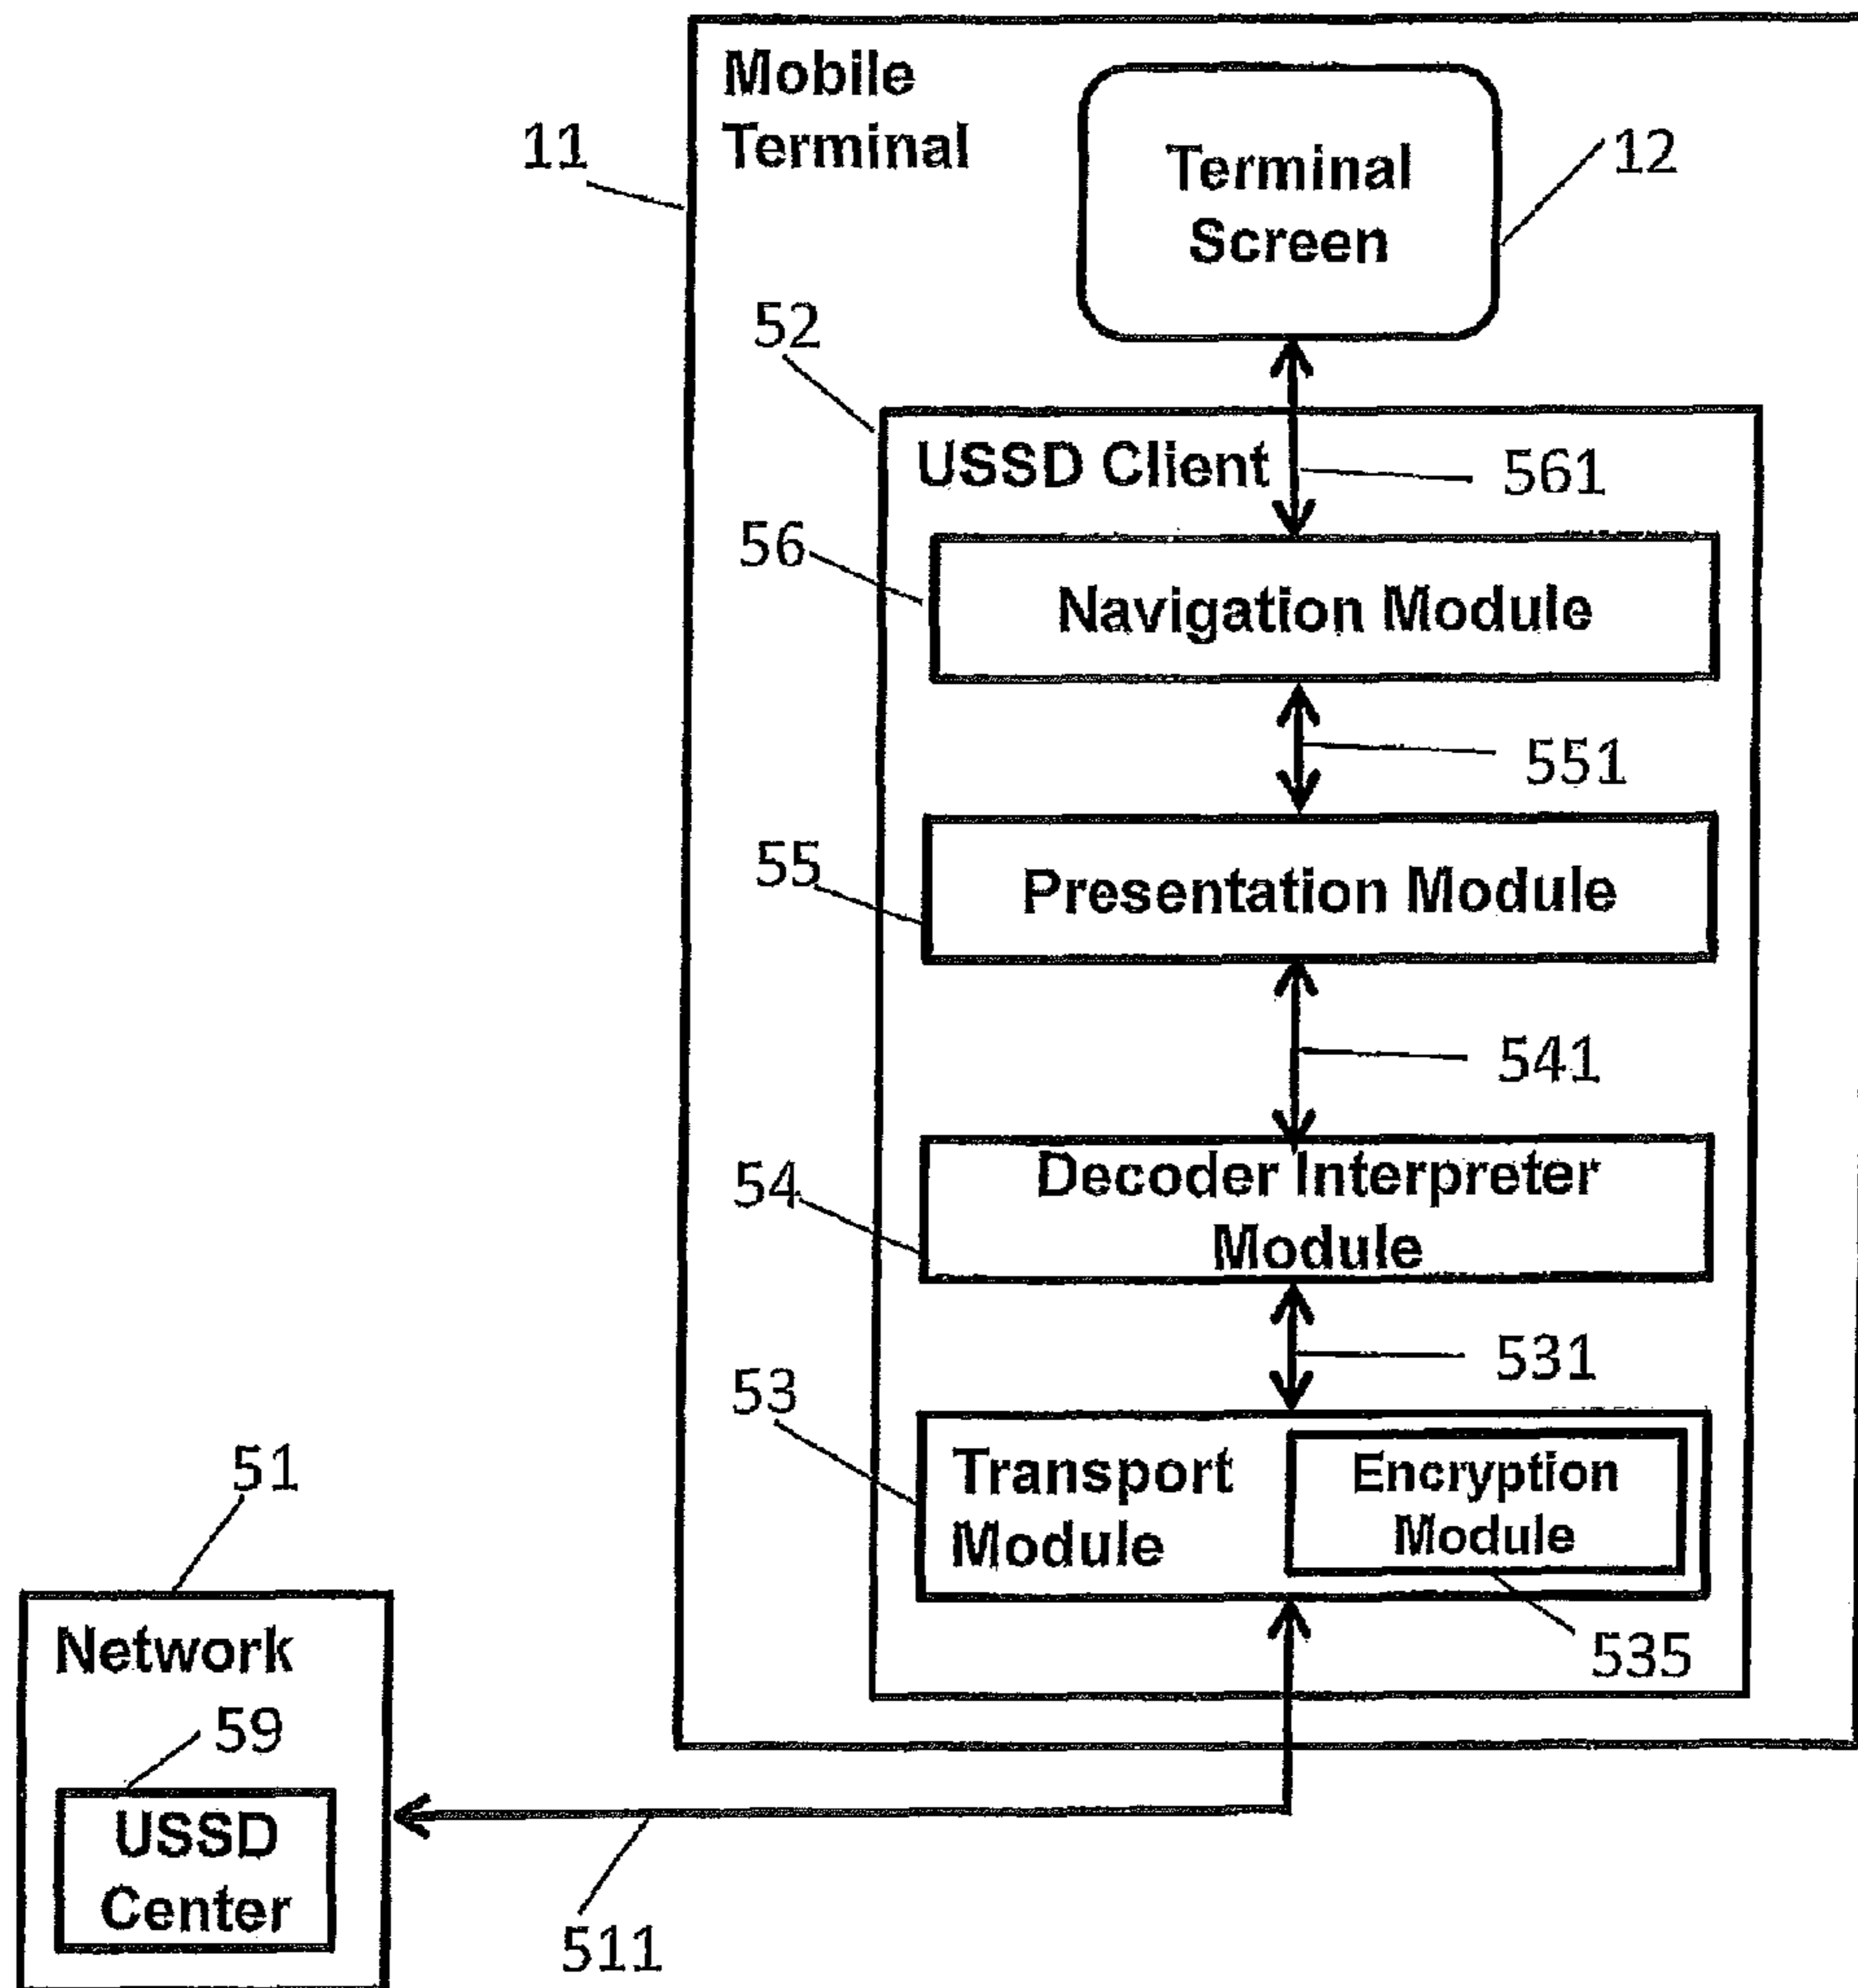 Mobile
Terminal
11
Terminal
Screen
12
52
USSD Client
561
56
Navigation Module
551
55
Presentation Module
541
54
Decoder Interpreter
Module
531
53
Transport
Module
Encryption
Module
535
51
Network
59
USSD
Center
511